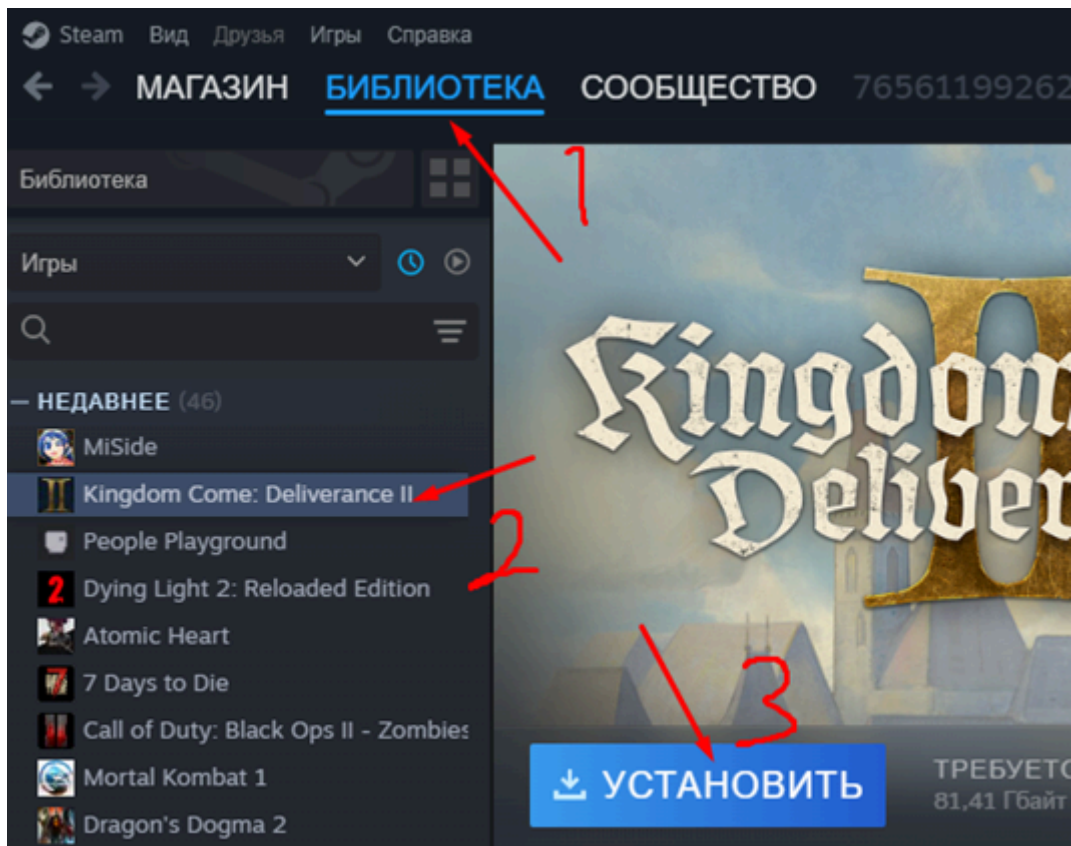 Steam Вид Друзья Игры Справка
МАГАЗИН БИБЛИОТЕКА СООБЩЕСТВО 76561199262
1
Библиотека
Игры
НЕДАВНЕЕ (46)
MiSide
Kingdom Come: Deliverance II
2
People Playground
Dying Light 2: Reloaded Edition
Atomic Heart
7 Days to Die
Call of Duty: Black Ops II - Zombies
Mortal Kombat 1
Dragon's Dogma 2
II
Kingdom
Deliver
3
УСТАНОВИТЬ
ТРЕБУЕТС
81,41 Гбайт